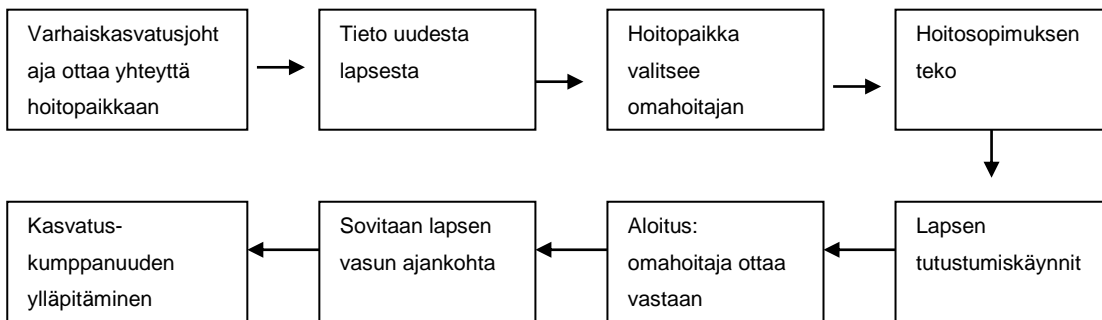 Varhaiskasvatusjoht
aja ottaa yhteyttä
hoitopaikkaan
Tieto uudesta
lapsesta
Hoitopaikka
valitsee
omahoitajan
Hoitosopimuksen
teko
Lapsen
tutustumiskäynnit
Aloitus:
omahoitaja ottaa
vastaan
Sovitaan lapsen
vasun ajankohta
Kasvatus-
kumppanuuden
ylläpitäminen